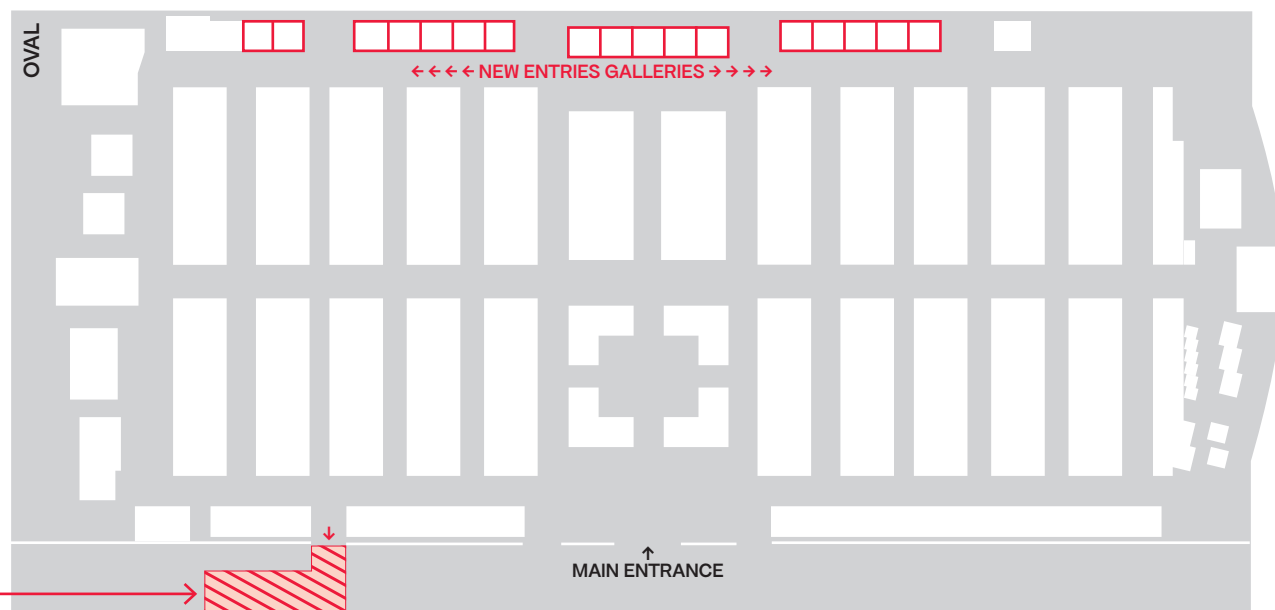 OVAL
←←←← NEW ENTRIES GALLERIES →→→→
↑
MAIN ENTRANCE